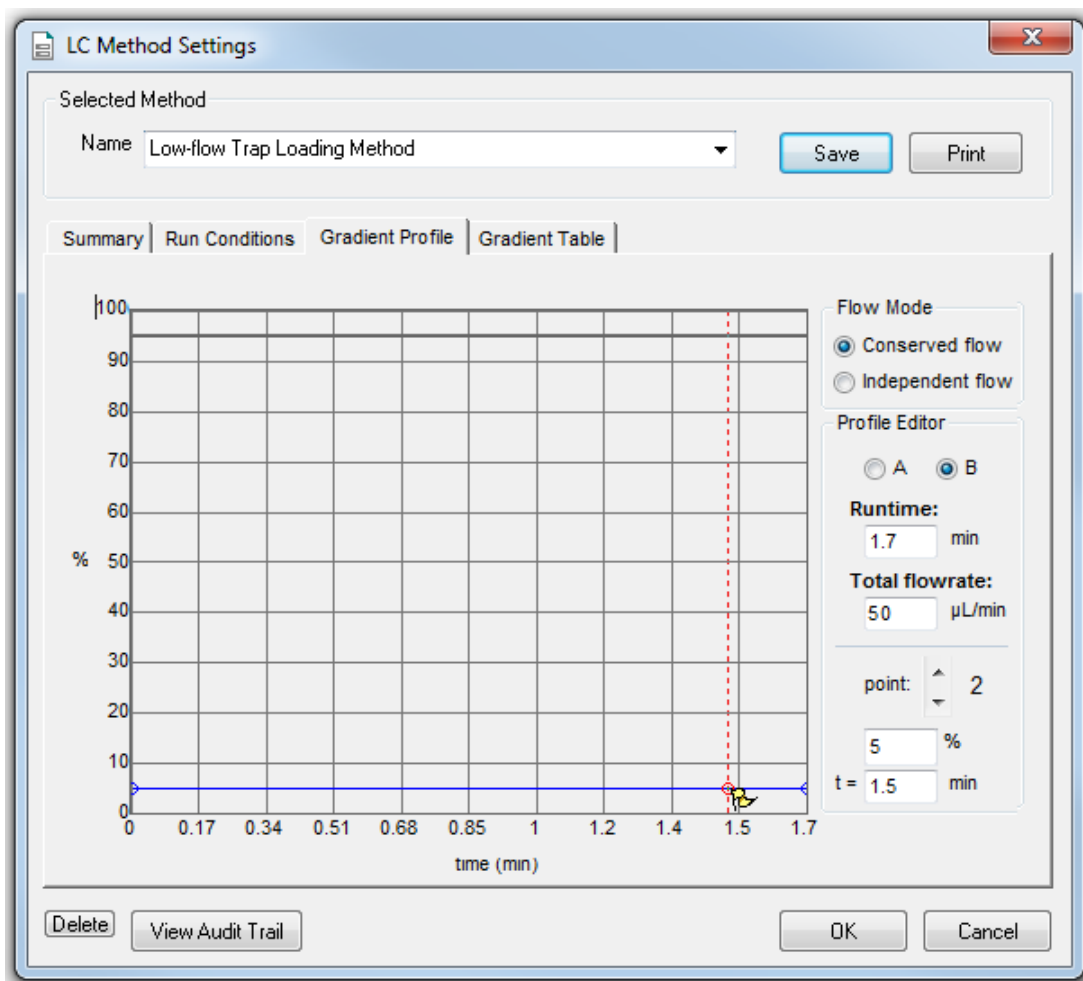 LC Method Settings
x
Selected Method
Name Low-flow Trap Loading Method Save Print
Summary Run Conditions Gradient Profile Gradient Table
100
90
80
70
60
% 50
40
30
20
10
0
0 0.17 0.34 0.51 0.68 0.85 1 1.2 1.4 1.5 1.7
time (min)
Flow Mode
Conserved flow
Independent flow
Profile Editor
A B
Runtime:
1.7 min
Total flowrate:
50 µL/min
point: 2
5 %
t = 1.5 min
Delete View Audit Trail OK Cancel